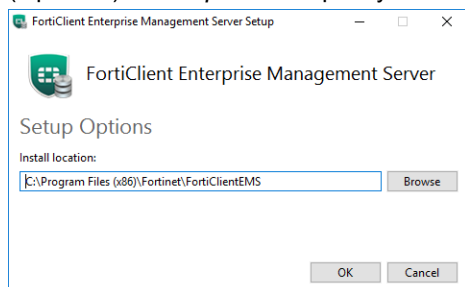 FortiClient Enterprise Management Server Setup
FortiClient Enterprise Management Server
Setup Options
Install location:
C:\Program Files (x86)\Fortinet\FortiClientEMS
Browse
OK Cancel